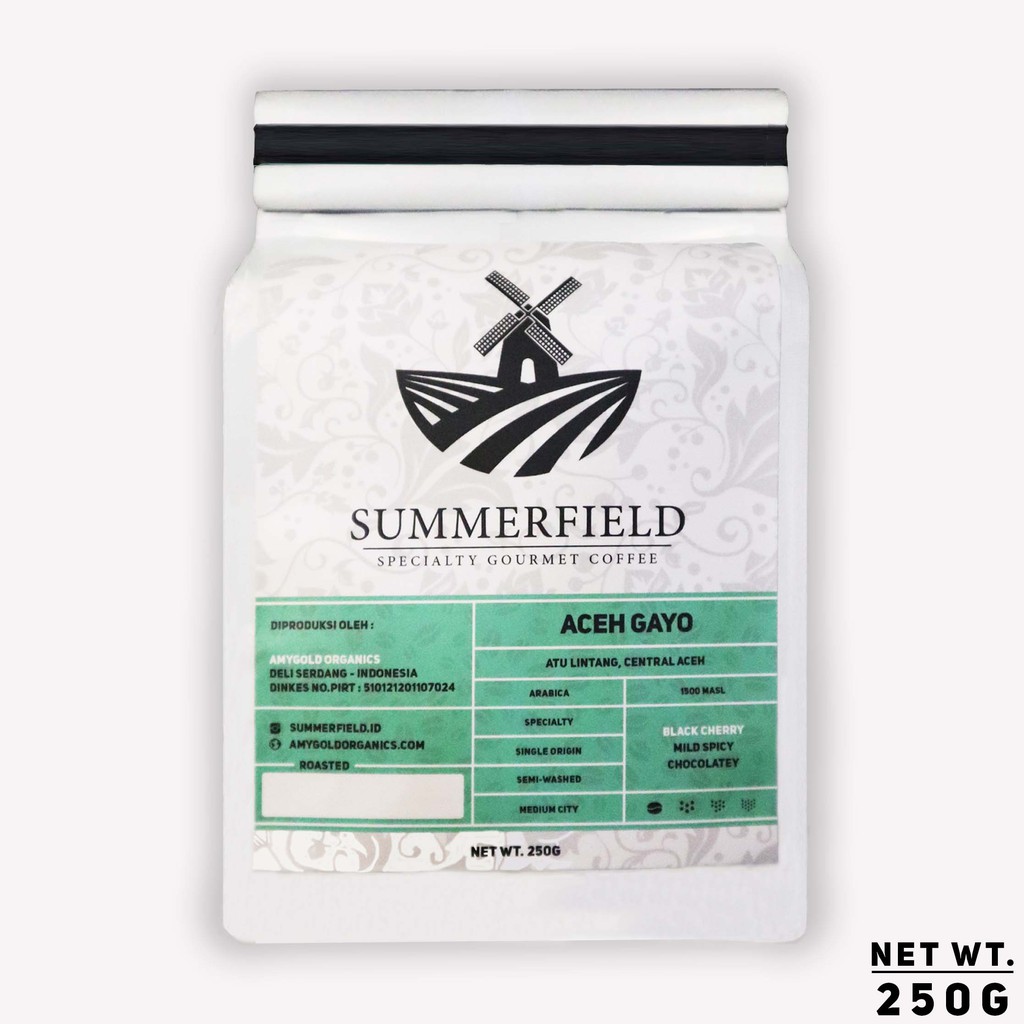 SUMMERFIELD
SPECIALTY GOURMET COFFEE
DIPRODUKSI OLEH :
AMYGOLD ORGANICS
DELI SERDANG - INDONESIA
DINKES NO.PIRT : 510121201107024
SUMMERFIELD.ID
AMYGOLDORGANICS.COM
ROASTED
ACEH GAYO
ATU LINTANG, CENTRAL ACEH
ARABICA
1500 MASL
SPECIALTY
SINGLE ORIGIN
SEMI-WASHED
MEDIUM CITY
BLACK CHERRY
MILD SPICY
CHOCOLATEY
NET WT. 250G
NET WT.
250G